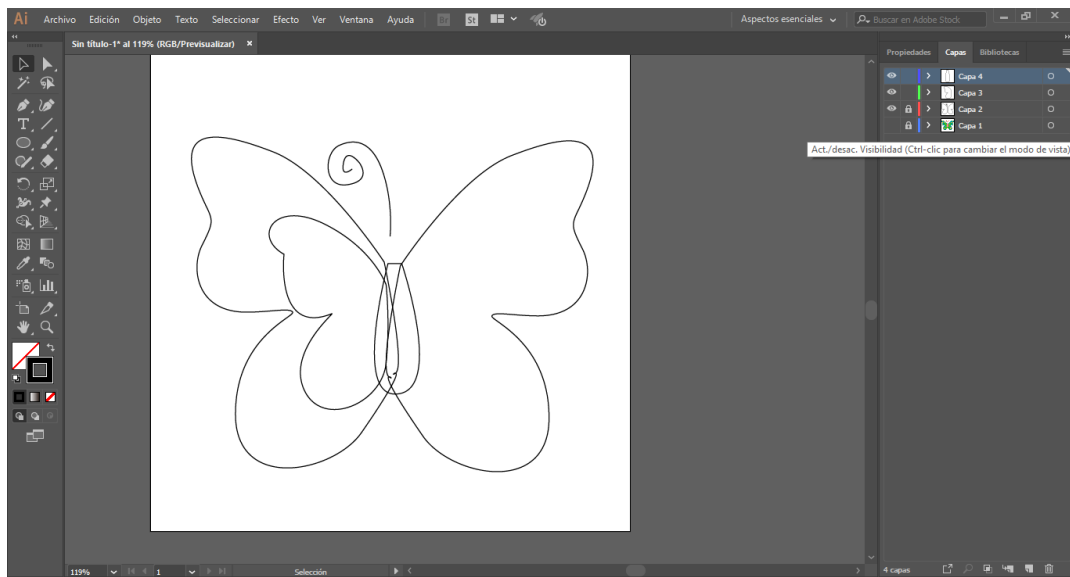 Ai Archivo Edición Objeto Texto Seleccionar Efecto Ver Ventana Ayuda Br St Aspectos esenciales Buscar en Adobe Stock
Sin título-1* al 119% (RGB/Previsualizar) ×
Propiedades Capas Bibliotecas
Capa 4
Capa 3
Capa 2
Capa 1
Act./desac. Visibilidad (Ctrl-clic para cambiar el modo de vista)
119% 1 Selección 4 capas